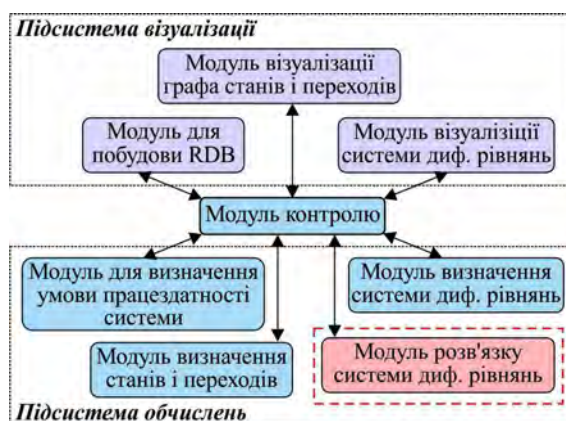 Підсистема візуалізації
Модуль візуалізації
графа станів і переходів
Модуль для
побудови RDB
Модуль візуалізіції
системи диф. рівнянь
Модуль контролю
Модуль для визначення
умови працездатності
системи
Модуль визначення
системи диф. рівнянь
Модуль визначення
станів і переходів
Модуль розв'язку
системи диф. рівнянь
Підсистема обчислень